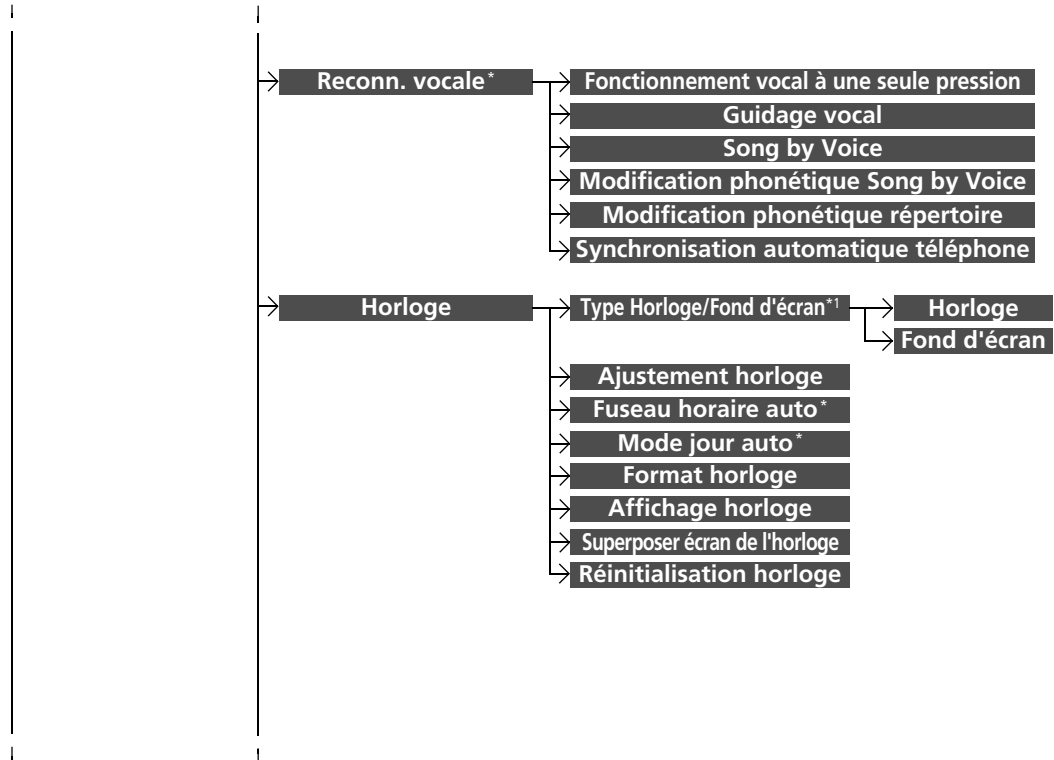 Reconn. vocale*
Fonctionnement vocal à une seule pression
Guidage vocal
Song by Voice
Modification phonétique Song by Voice
Modification phonétique répertoire
Synchronisation automatique téléphone
Horloge
Type Horloge/Fond d'écran*1
Horloge
Fond d'écran
Ajustement horloge
Fuseau horaire auto*
Mode jour auto*
Format horloge
Affichage horloge
Superposer écran de l'horloge
Réinitialisation horloge